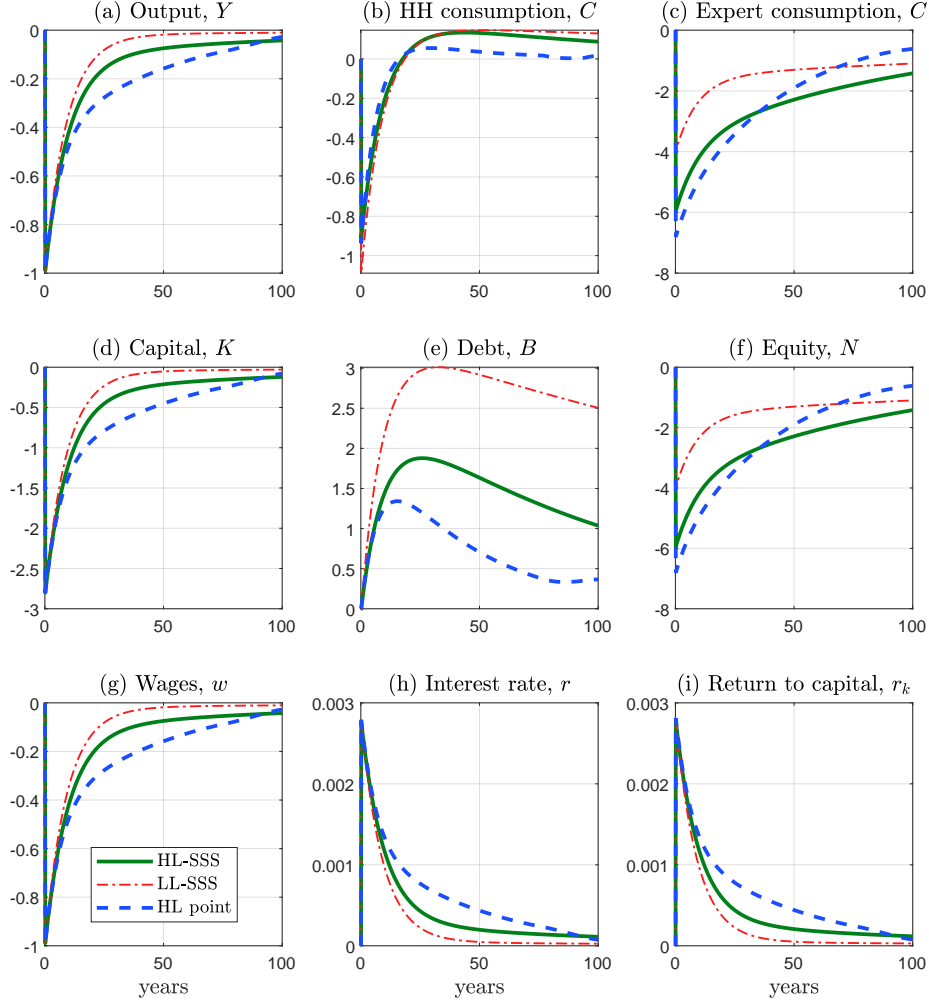 (a) Output, Y
(b) HH consumption, C
(c) Expert consumption, C
0
-0.2
-0.4
-0.6
-0.8
-1
0 50 100
0
-0.2
-0.4
-0.6
-0.8
-1
0 50 100
0
-2
-4
-6
-8
0 50 100
(d) Capital, K
(e) Debt, B
(f) Equity, N
0
-0.5
-1
-1.5
-2
-2.5
-3
0 50 100
3
2.5
2
1.5
1
0.5
0
0 50 100
0
-2
-4
-6
-8
0 50 100
(g) Wages, w
(h) Interest rate, r
(i) Return to capital, r_k
0
-0.2
-0.4
-0.6
-0.8
-1
HL-SSS
LL-SSS
HL point
0 50 100
years
0.003
0.002
0.001
0
0 50 100
years
0.003
0.002
0.001
0
0 50 100
years